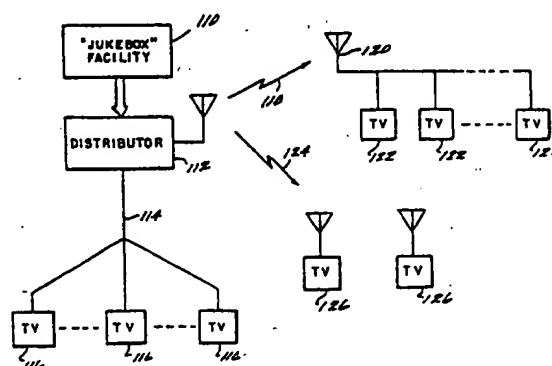 "JUKEBOX" FACILITY
110
DISTRIBUTOR
112
114
TV TV TV
116 116 116
118
120
TV TV TV
122 122 12
124
TV TV
126 126